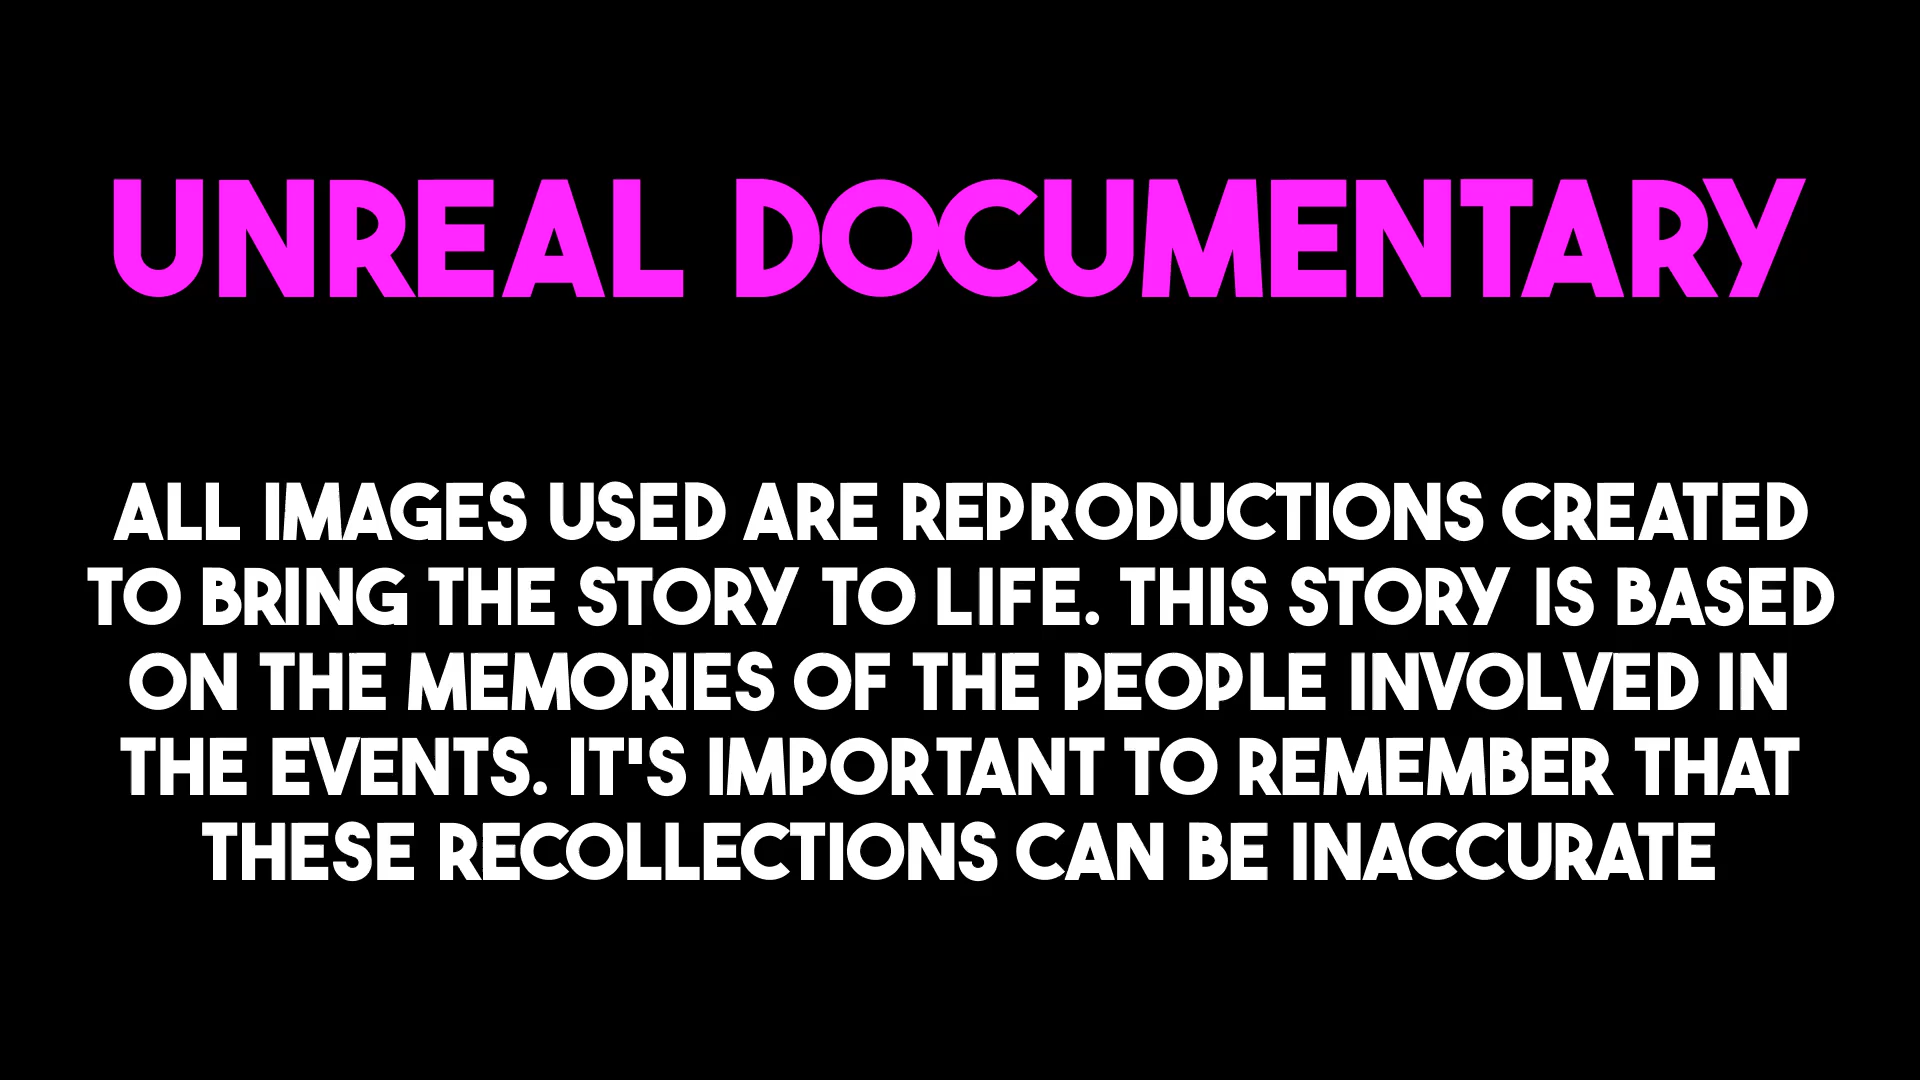 UNREAL DOCUMENTARY
ALL IMAGES USED ARE REPRODUCTIONS CREATED
TO BRING THE STORY TO LIFE. THIS STORY IS BASED
ON THE MEMORIES OF THE PEOPLE INVOLVED IN
THE EVENTS. IT'S IMPORTANT TO REMEMBER THAT
THESE RECOLLECTIONS CAN BE INACCURATE